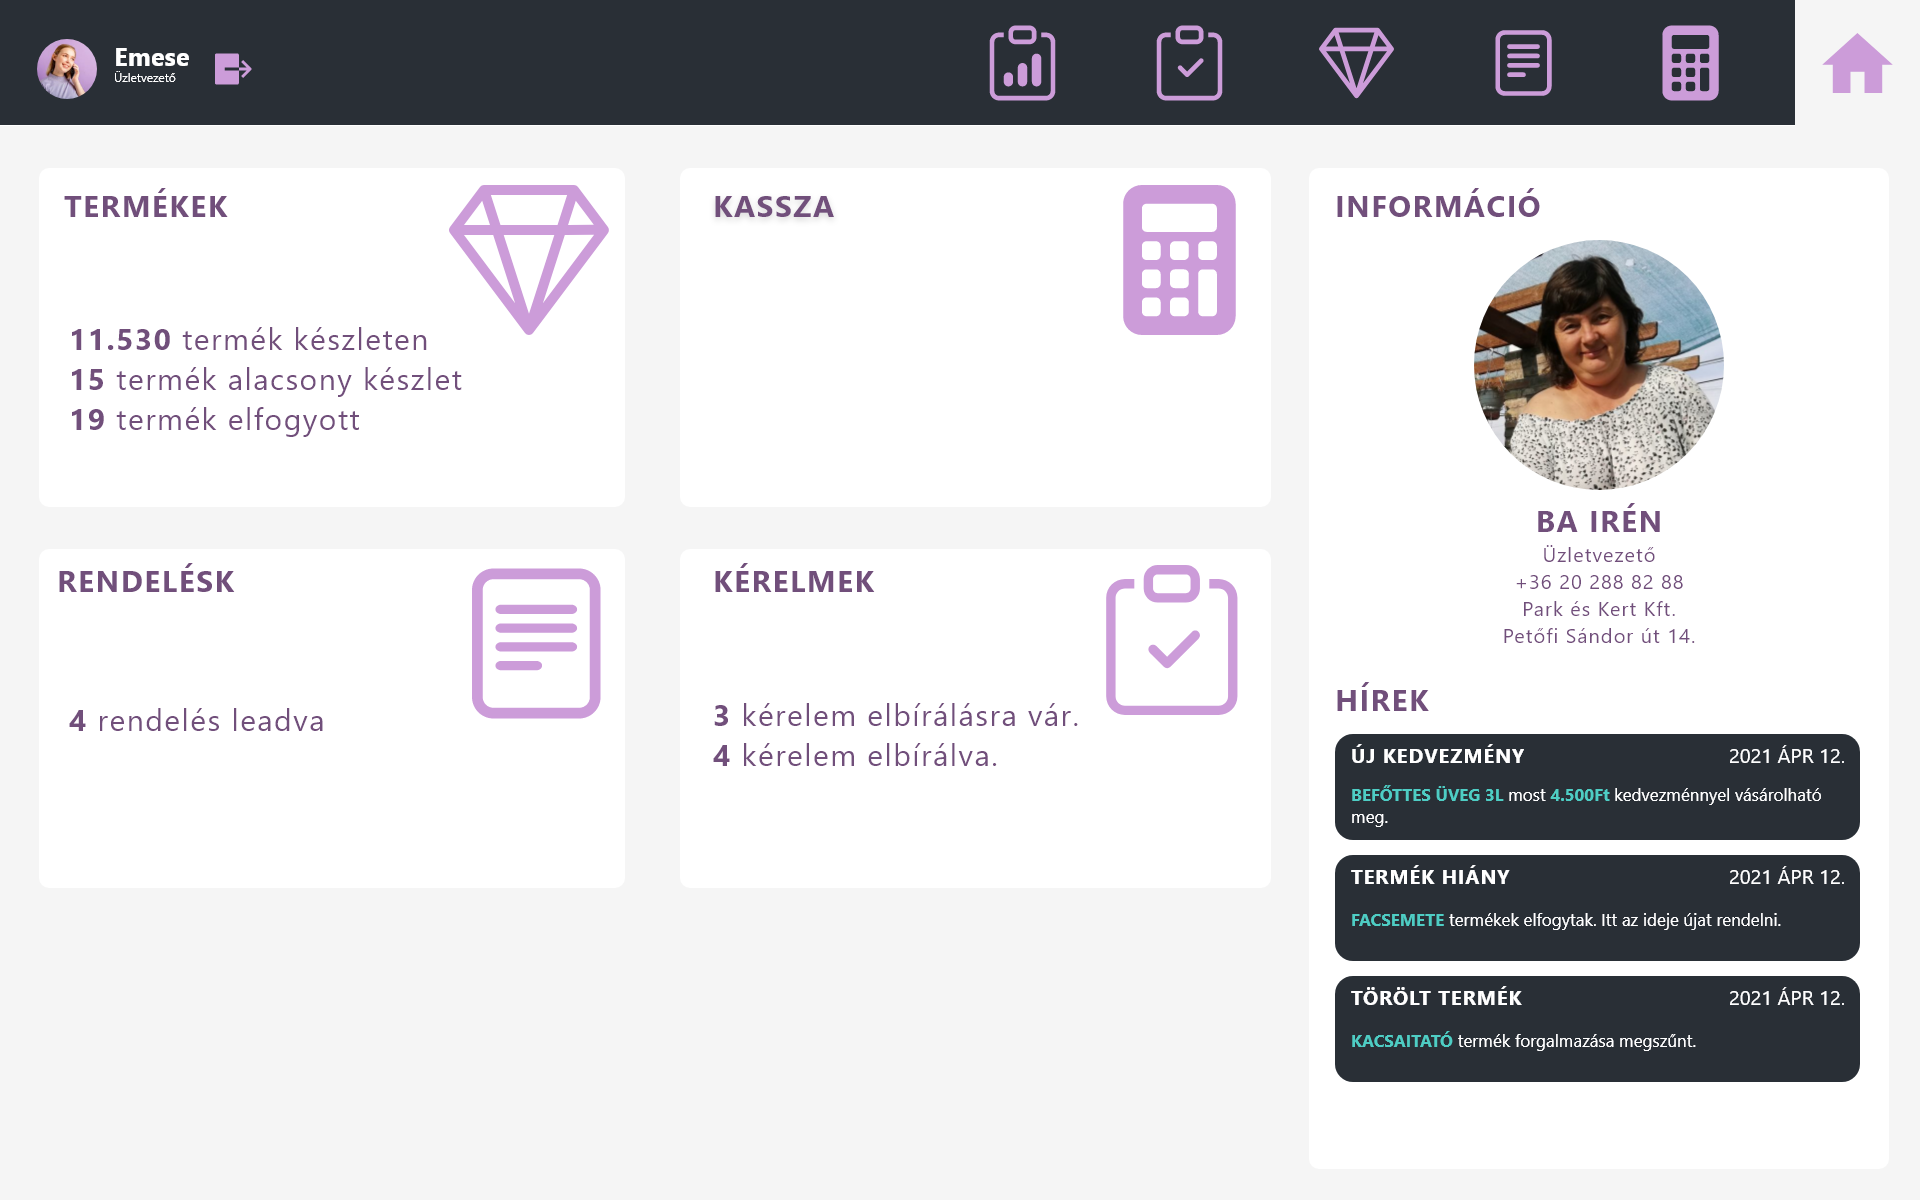 Emese
Üzletvezető
TERMÉKEK
11.530 termék készleten
15 termék alacsony készlet
19 termék elfogyott
KASSZA
RENDELÉSK
4 rendelés leadva
KÉRELMEK
3 kérelem elbírálásra vár.
4 kérelem elbírálva.
INFORMÁCIÓ
BA IRÉN
Üzletvezető
+36 20 288 82 88
Park és Kert Kft.
Petőfi Sándor út 14.
HÍREK
ÚJ KEDVEZMÉNY 2021 ÁPR 12.
BEFŐTTES ÜVEG 3L most 4.500Ft kedvezménnyel vásárolható
meg.
TERMÉK HIÁNY 2021 ÁPR 12.
FACSEMETE termékek elfogytak. Itt az ideje újat rendelni.
TÖRÖLT TERMÉK 2021 ÁPR 12.
KACSAITATÓ termék forgalmazása megszűnt.